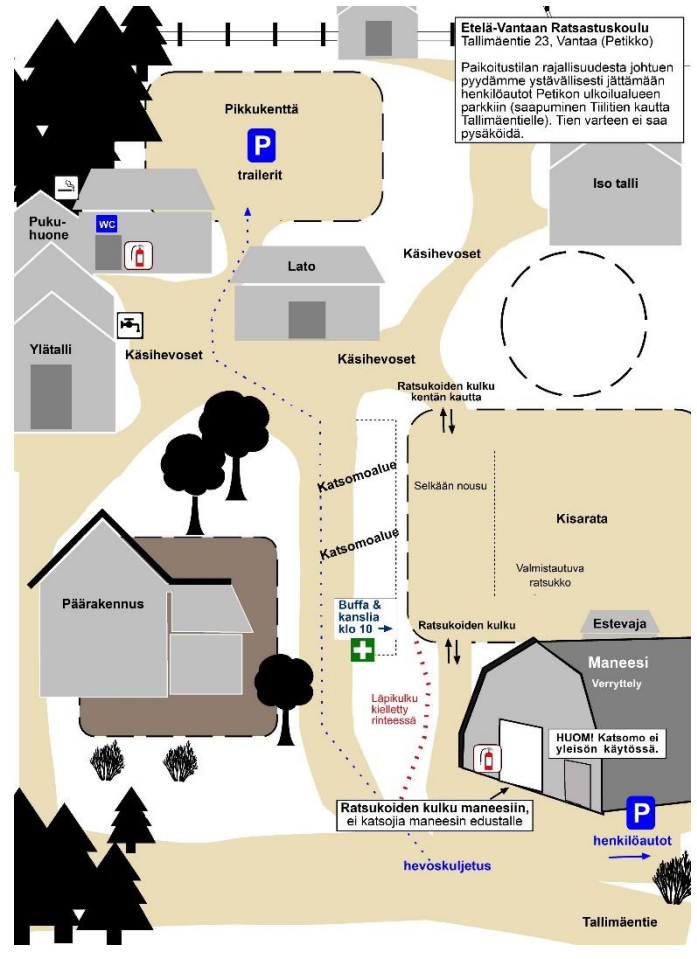 Etelä-Vantaan Ratsastuskoulu
Tallimäentie 23, Vantaa (Petikko)
Paikoitustilan rajallisuudesta johtuen
pyydämme ystävällisesti jättämään
henkilöautot Petikon ulkoilualueen
parkkiin (saapuminen Tiilitien kautta
Tallimäentielle). Tien varteen ei saa
pysäköidä.
Pikkukenttä
P
trailerit
Iso talli
Puku-
huone
WC
Lato
Käsihevoset
Ylätalli
Käsihevoset
Käsihevoset
Ratsukoiden kulku
kentän kautta
Katsomoalue
Selkään nousu
Kisarata
Katsomoalue
Valmistautuva
ratsukko
Päärakennus
Buffa &
kanslia
klo 10 →
Ratsukoiden kulku
Estevaja
Maneesi
Verryttely
Läpikulku
kielletty
rinteessä
HUOM! Katsomo ei
yleisön käytössä.
Ratsukoiden kulku maneesiin,
ei katsojia maneesin edustalle
P
henkilöautot
hevoskuljetus
Tallimäentie